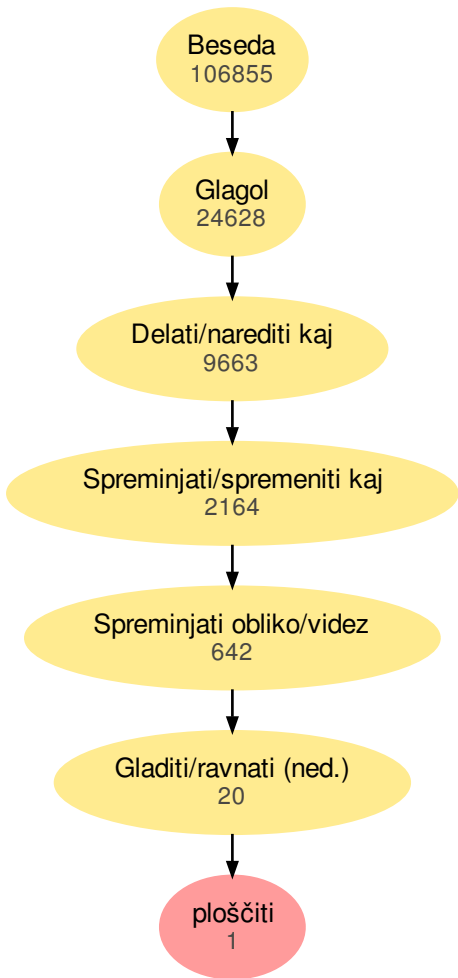 Beseda
106855
Glagol
24628
Delati/narediti kaj
9663
Spreminjati/spremeniti kaj
2164
Spreminjati obliko/videz
642
Gladiti/ravnati (ned.)
20
ploščiti
1